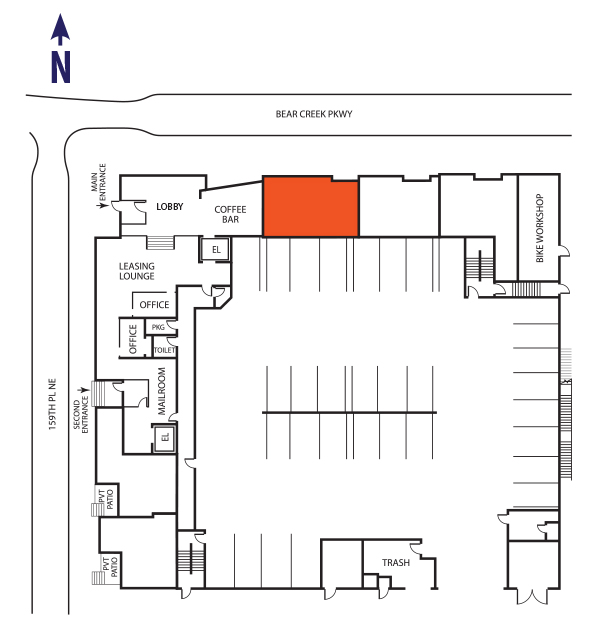 N
BEAR CREEK PKWY
MAIN
ENTRANCE
LOBBY
COFFEE
BAR
BIKE WORKSHOP
EL
LEASING
LOUNGE
OFFICE
OFFICE
PKG
TOILET
159TH PL NE
SECOND
ENTRANCE
MAILROOM
EL
PVT
PATIO
PVT
PATIO
TRASH